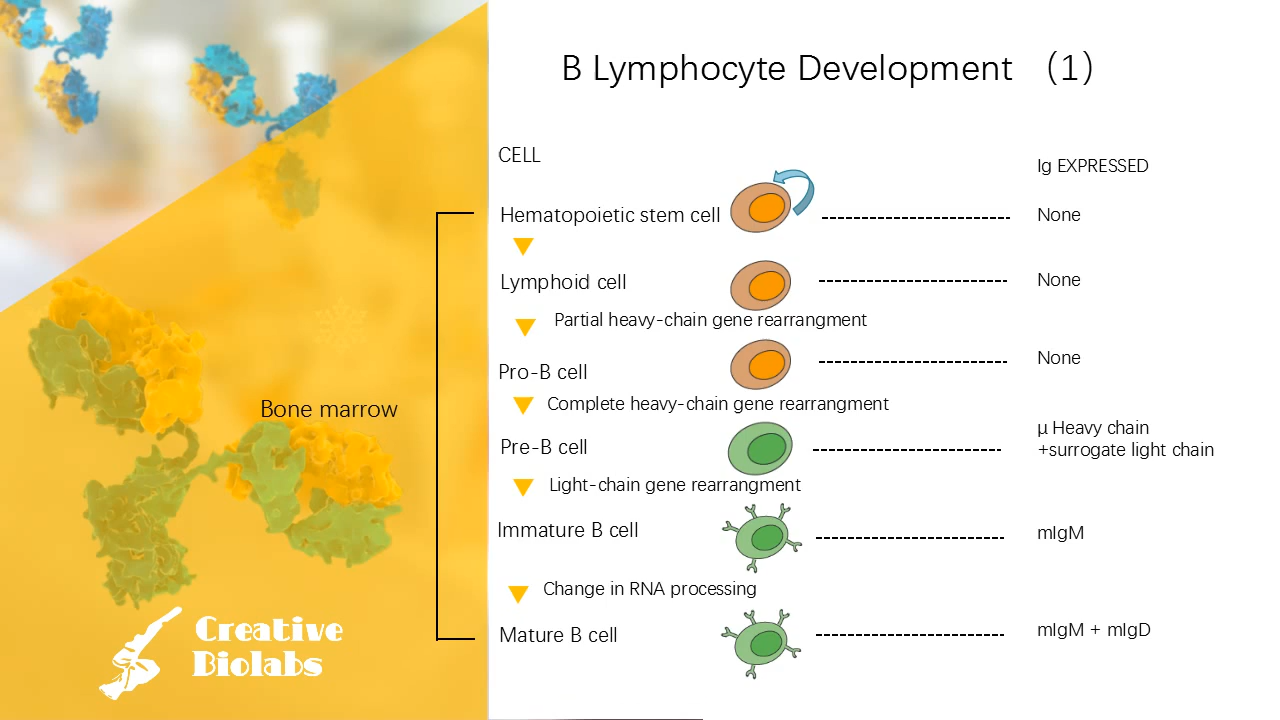 B Lymphocyte Development （1）
CELL
Ig EXPRESSED
Hematopoietic stem cell
None
Lymphoid cell
None
Partial heavy-chain gene rearrangment
Pro-B cell
None
Complete heavy-chain gene rearrangment
Bone marrow
Pre-B cell
μ Heavy chain
+surrogate light chain
Light-chain gene rearrangment
Immature B cell
mIgM
Change in RNA processing
Mature B cell
mIgM + mIgD
Creative
Biolabs